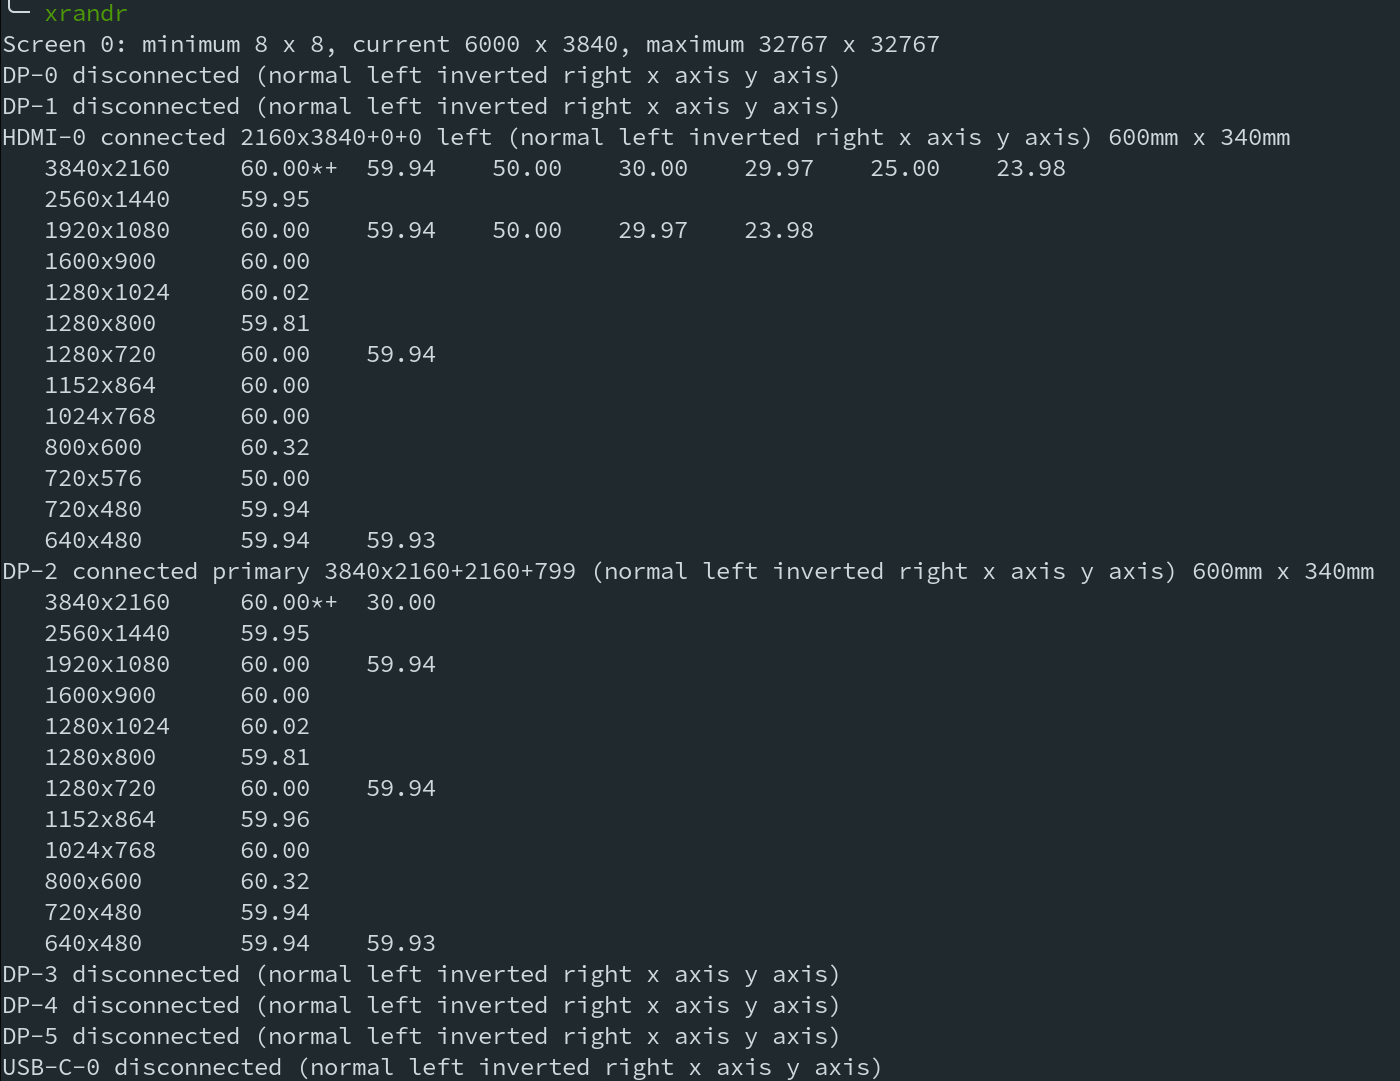 xrandr
Screen 0: minimum 8 x 8, current 6000 x 3840, maximum 32767 x 32767
DP-0 disconnected (normal left inverted right x axis y axis)
DP-1 disconnected (normal left inverted right x axis y axis)
HDMI-0 connected 2160x3840+0+0 left (normal left inverted right x axis y axis) 600mm x 340mm
   3840x2160     60.00*+  59.94    50.00    30.00    29.97    25.00    23.98
   2560x1440     59.95
   1920x1080     60.00    59.94    50.00    29.97    23.98
   1600x900      60.00
   1280x1024     60.02
   1280x800      59.81
   1280x720      60.00    59.94
   1152x864      60.00
   1024x768      60.00
   800x600       60.32
   720x576       50.00
   720x480       59.94
   640x480       59.94    59.93
DP-2 connected primary 3840x2160+2160+799 (normal left inverted right x axis y axis) 600mm x 340mm
   3840x2160     60.00*+  30.00
   2560x1440     59.95
   1920x1080     60.00    59.94
   1600x900      60.00
   1280x1024     60.02
   1280x800      59.81
   1280x720      60.00    59.94
   1152x864      59.96
   1024x768      60.00
   800x600       60.32
   720x480       59.94
   640x480       59.94    59.93
DP-3 disconnected (normal left inverted right x axis y axis)
DP-4 disconnected (normal left inverted right x axis y axis)
DP-5 disconnected (normal left inverted right x axis y axis)
USB-C-0 disconnected (normal left inverted right x axis y axis)